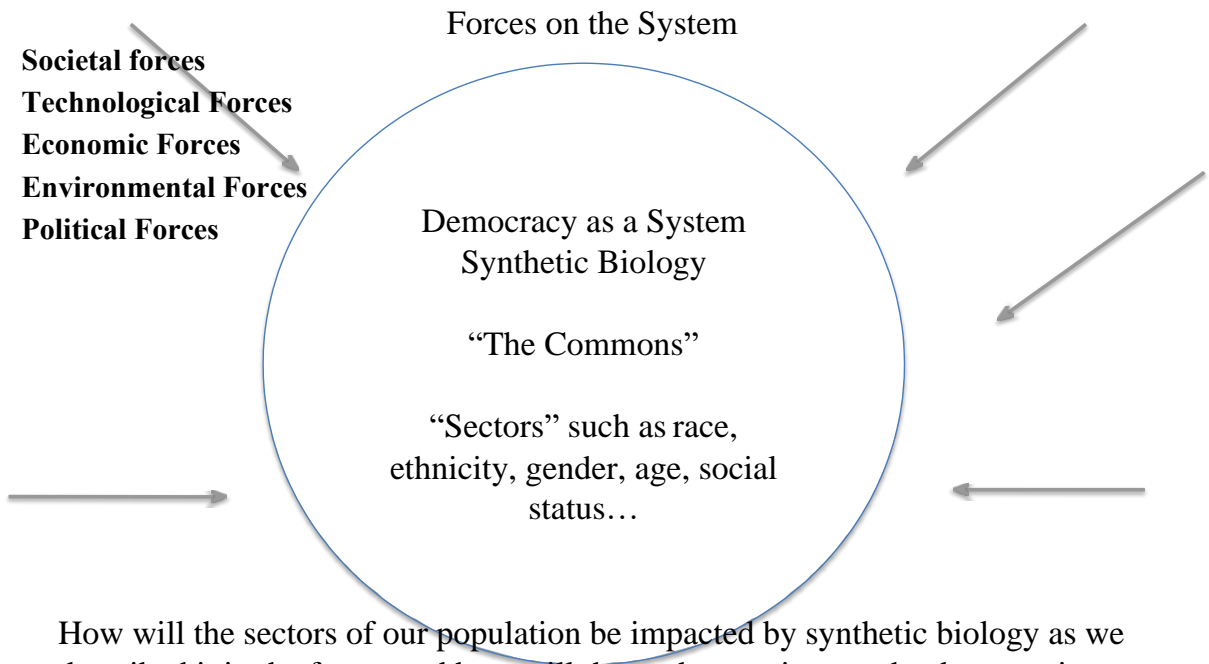 Forces on the System
Societal forces
Technological Forces
Economic Forces
Environmental Forces
Political Forces
Democracy as a System
Synthetic Biology
“The Commons”
“Sectors” such as race,
ethnicity, gender, age, social
status…
How will the sectors of our population be impacted by synthetic biology as we